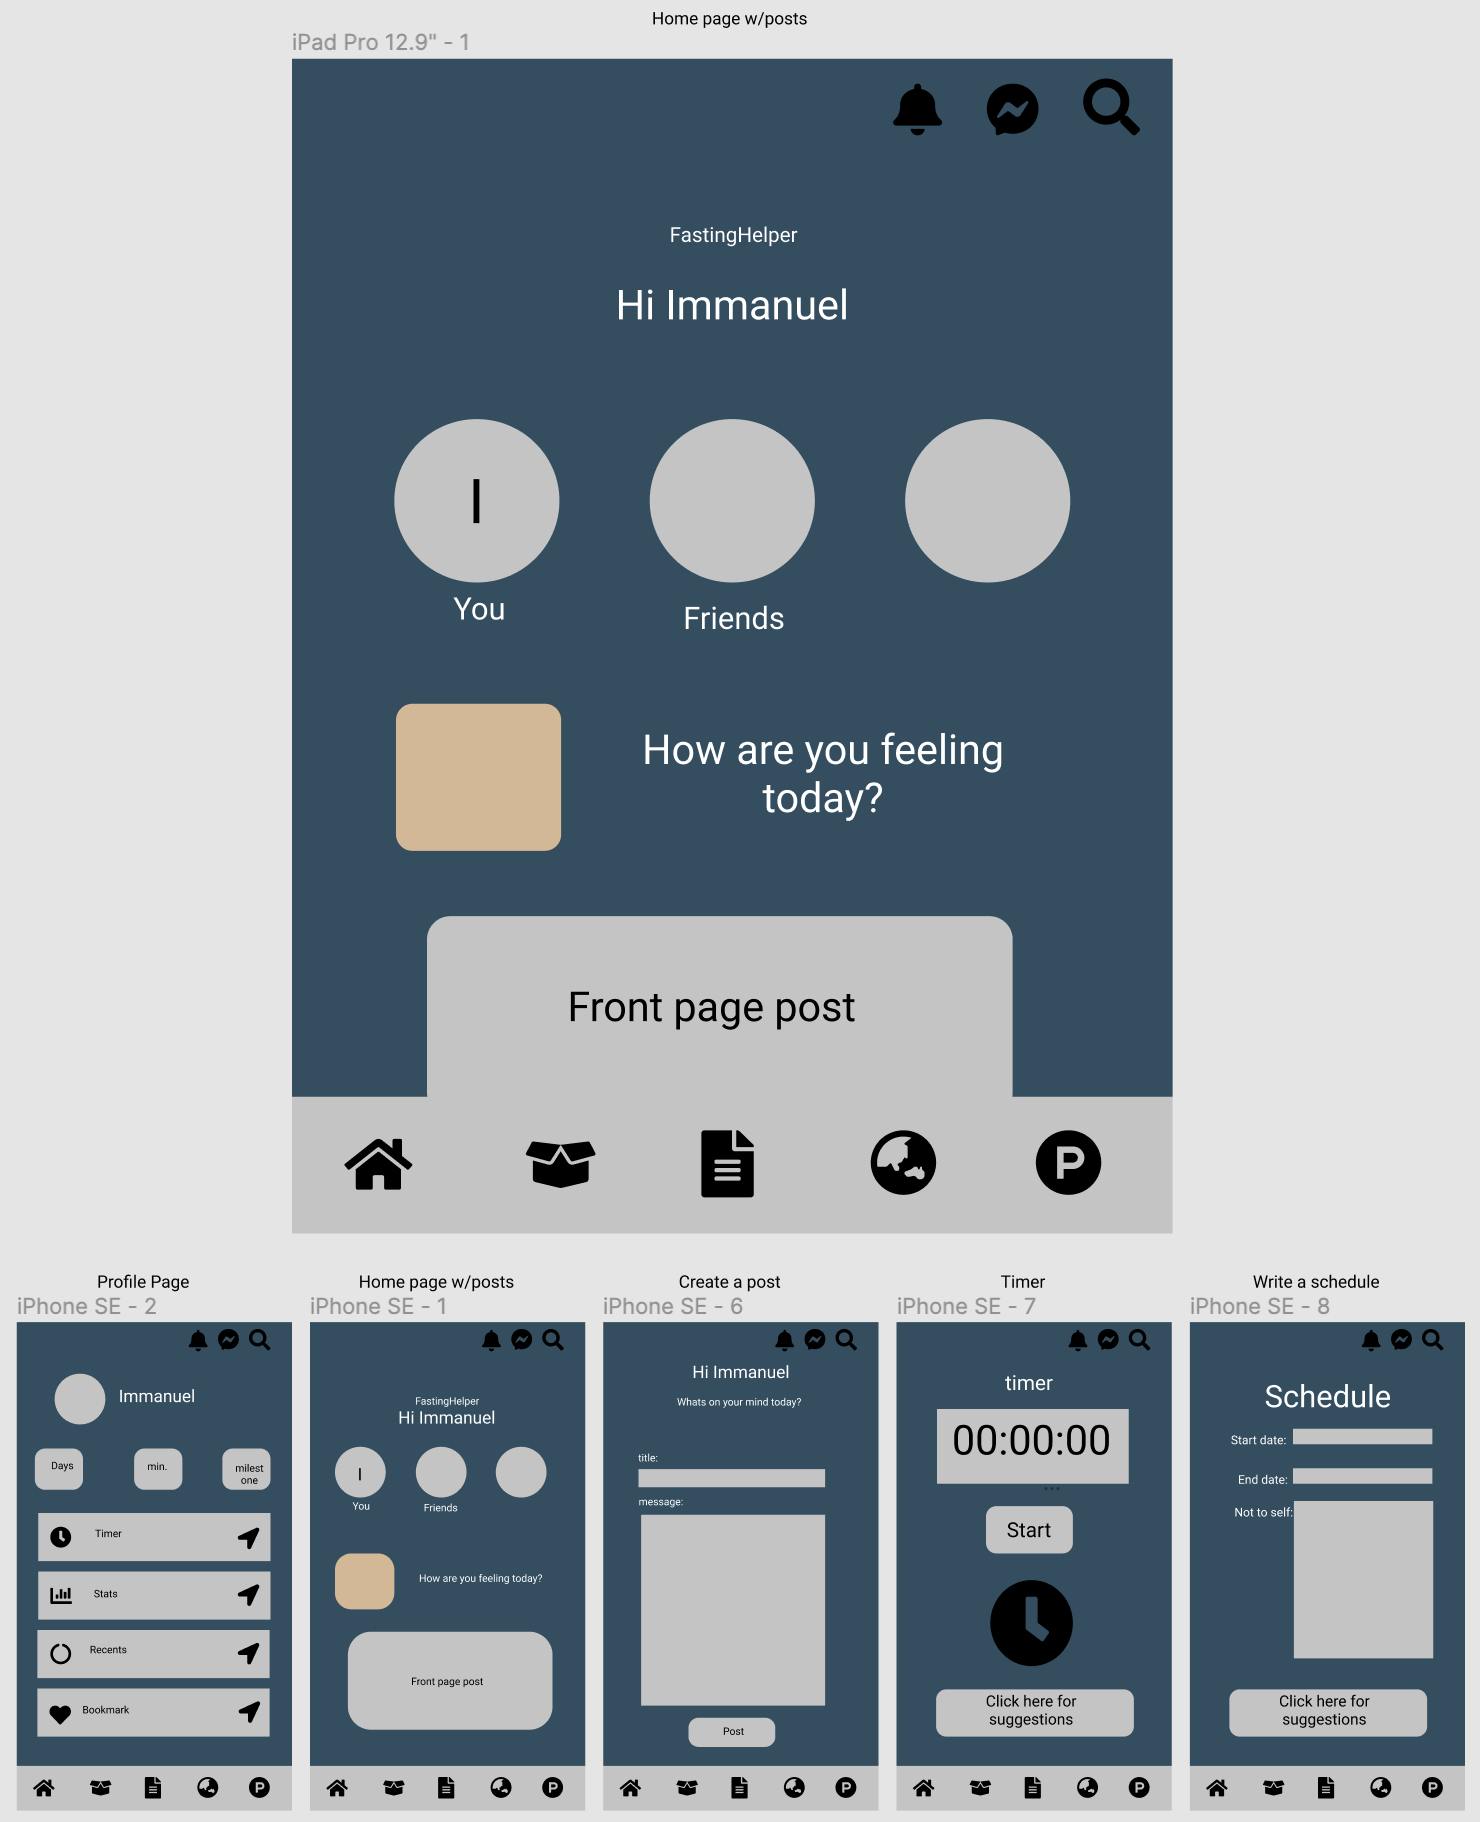 Home page w/posts
iPad Pro 12.9" - 1
FastingHelper
Hi Immanuel
I
You
Friends
How are you feeling
today?
Front page post
P
Profile Page
iPhone SE - 2
Immanuel
Days
min.
milest
one
Timer
Stats
Recents
Bookmark
P
Home page w/posts
iPhone SE - 1
FastingHelper
Hi Immanuel
I
You
Friends
How are you feeling today?
Front page post
P
Create a post
iPhone SE - 6
Hi Immanuel
Whats on your mind today?
title:
message:
Post
P
Timer
iPhone SE - 7
timer
00:00:00
...
Start
Click here for
suggestions
P
Write a schedule
iPhone SE - 8
Schedule
Start date:
End date:
Not to self:
Click here for
suggestions
P